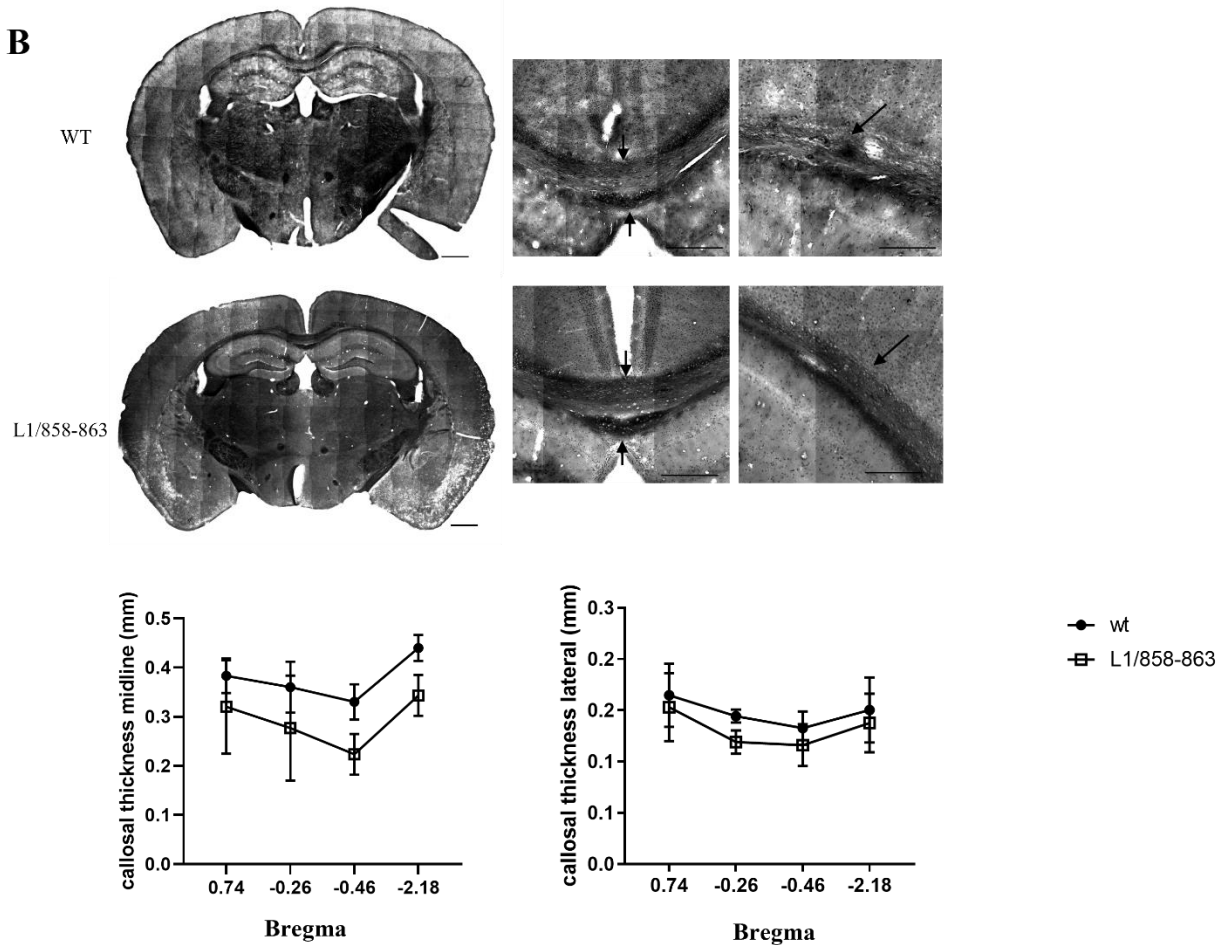 B
WT
L1/858-863
callosal thickness midline (mm)
0.5
0.4
0.3
0.2
0.1
0.0
0.74 -0.26 -0.46 -2.18
Bregma
callosal thickness lateral (mm)
0.3
0.2
0.2
0.1
0.1
0.0
0.74 -0.26 -0.46 -2.18
Bregma
wt
L1/858-863